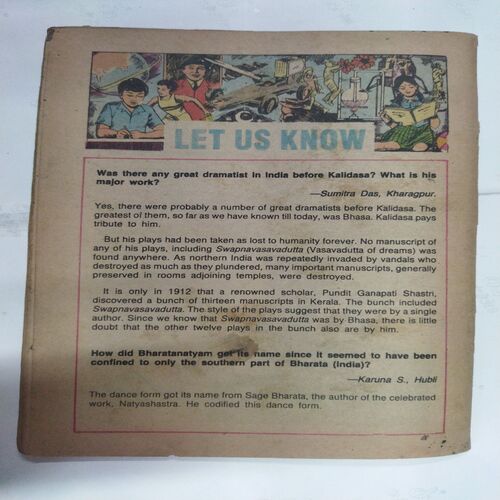 LET US KNOW
Was there any great dramatist in India before Kalidasa? What is his
major work?
—Sumitra Das, Kharagpur.
Yes, there were probably a number of great dramatists before Kalidasa. The
greatest of them, so far as we have known till today, was Bhasa. Kalidasa pays
tribute to him.
But his plays had been taken as lost to humanity forever. No manuscript of
any of his plays, including Swapnavasavadutta (Vasavadutta of dreams) was
found anywhere. As northern India was repeatedly invaded by vandals who
destroyed as much as they plundered, many important manuscripts, generally
preserved in rooms adjoining temples, were destroyed.
It is only in 1912 that a renowned scholar, Pundit Ganapati Shastri,
discovered a bunch of thirteen manuscripts in Kerala. The bunch included
Swapnavasavadutta. The style of the plays suggest that they were by a single
author. Since we know that Swapnavasavadutta was by Bhasa, there is little
doubt that the other twelve plays in the bunch also are by him.
How did Bharatanatyam get its name since it seemed to have been
confined to only the southern part of Bharata (India)?
—Karuna S., Hubli
The dance form got its name from Sage Bharata, the author of the celebrated
work, Natyashastra. He codified this dance form.